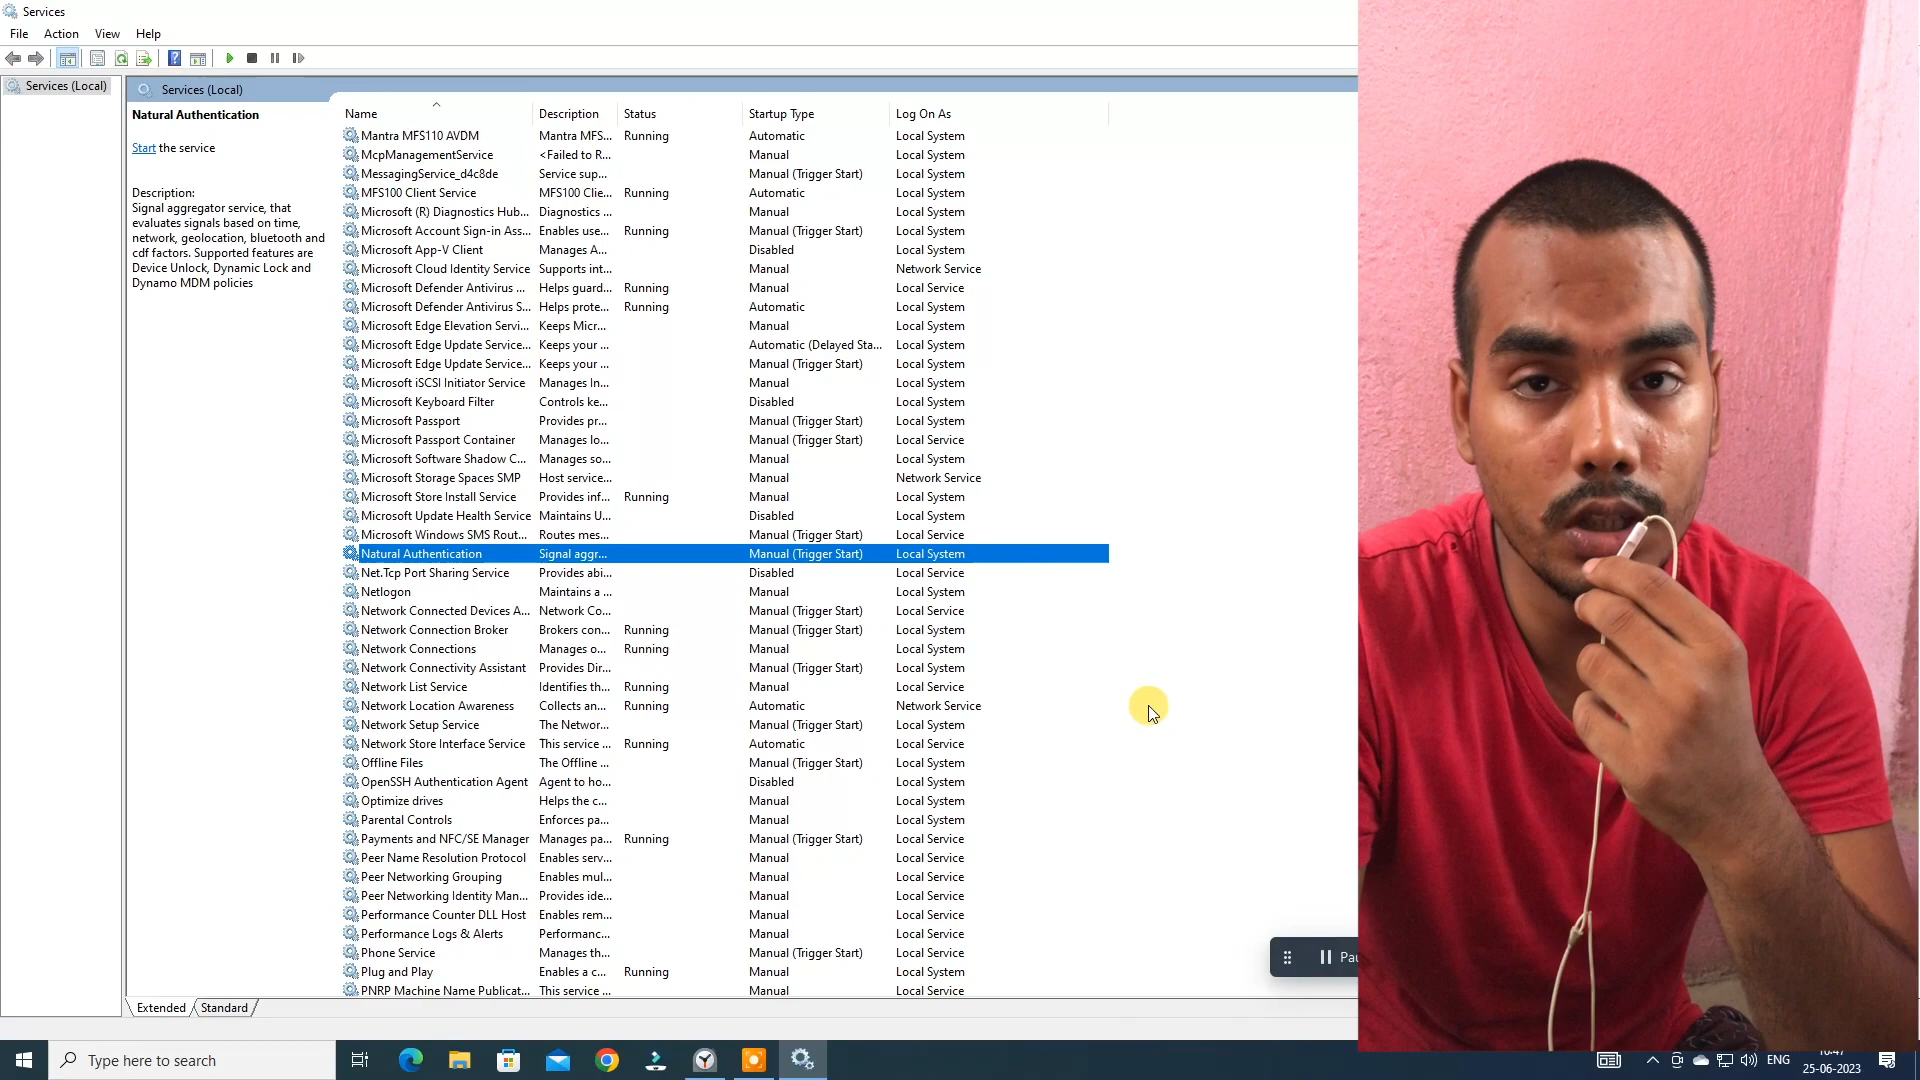 Services
File Action View Help
Services (Local)
Services (Local)
Natural Authentication
Start the service
Description:
Signal aggregator service, that
evaluates signals based on time,
network, geolocation, bluetooth and
cdf factors. Supported features are
Device Unlock, Dynamic Lock and
Dynamo MDM policies
Name Description Status Startup Type Log On As
Mantra MFS110 AVDM Mantra MFS... Running Automatic Local System
McpManagementService <Failed to R... Manual Local System
MessagingService_d4c8de Service sup... Manual (Trigger Start) Local System
MFS100 Client Service MFS100 Clie... Running Automatic Local System
Microsoft (R) Diagnostics Hub... Diagnostics ... Manual Local System
Microsoft Account Sign-in Ass... Enables use... Running Manual (Trigger Start) Local System
Microsoft App-V Client Manages A... Disabled Local System
Microsoft Cloud Identity Service Supports int... Manual Network Service
Microsoft Defender Antivirus ... Helps guard... Running Manual Local Service
Microsoft Defender Antivirus S... Helps prote... Running Automatic Local System
Microsoft Edge Elevation Servi... Keeps Micr... Manual Local System
Microsoft Edge Update Service... Keeps your ... Automatic (Delayed Sta... Local System
Microsoft Edge Update Service... Keeps your ... Manual (Trigger Start) Local System
Microsoft iSCSI Initiator Service Manages In... Manual Local System
Microsoft Keyboard Filter Controls ke... Disabled Local System
Microsoft Passport Provides pr... Manual (Trigger Start) Local System
Microsoft Passport Container Manages lo... Manual (Trigger Start) Local Service
Microsoft Software Shadow C... Manages so... Manual Local System
Microsoft Storage Spaces SMP Host service... Manual Network Service
Microsoft Store Install Service Provides inf... Running Manual Local System
Microsoft Update Health Service Maintains U... Disabled Local System
Microsoft Windows SMS Rout... Routes mes... Manual (Trigger Start) Local Service
Natural Authentication Signal aggr... Manual (Trigger Start) Local System
Net.Tcp Port Sharing Service Provides abi... Disabled Local Service
Netlogon Maintains a ... Manual Local System
Network Connected Devices A... Network Co... Manual (Trigger Start) Local Service
Network Connection Broker Brokers con... Running Manual (Trigger Start) Local System
Network Connections Manages o... Running Manual Local System
Network Connectivity Assistant Provides Dir... Manual (Trigger Start) Local System
Network List Service Identifies th... Running Manual Local Service
Network Location Awareness Collects an... Running Automatic Network Service
Network Setup Service The Networ... Manual (Trigger Start) Local System
Network Store Interface Service This service ... Running Automatic Local Service
Offline Files The Offline ... Manual (Trigger Start) Local System
OpenSSH Authentication Agent Agent to ho... Disabled Local System
Optimize drives Helps the c... Manual Local System
Parental Controls Enforces pa... Manual Local System
Payments and NFC/SE Manager Manages pa... Running Manual (Trigger Start) Local Service
Peer Name Resolution Protocol Enables serv... Manual Local Service
Peer Networking Grouping Enables mul... Manual Local Service
Peer Networking Identity Man... Provides ide... Manual Local Service
Performance Counter DLL Host Enables rem... Manual Local Service
Performance Logs & Alerts Performanc... Manual Local Service
Phone Service Manages th... Manual (Trigger Start) Local Service
Plug and Play Enables a c... Running Manual Local System
PNRP Machine Name Publicat... This service ... Manual Local Service
Pau
Extended Standard
Type here to search
ENG
25-06-2023